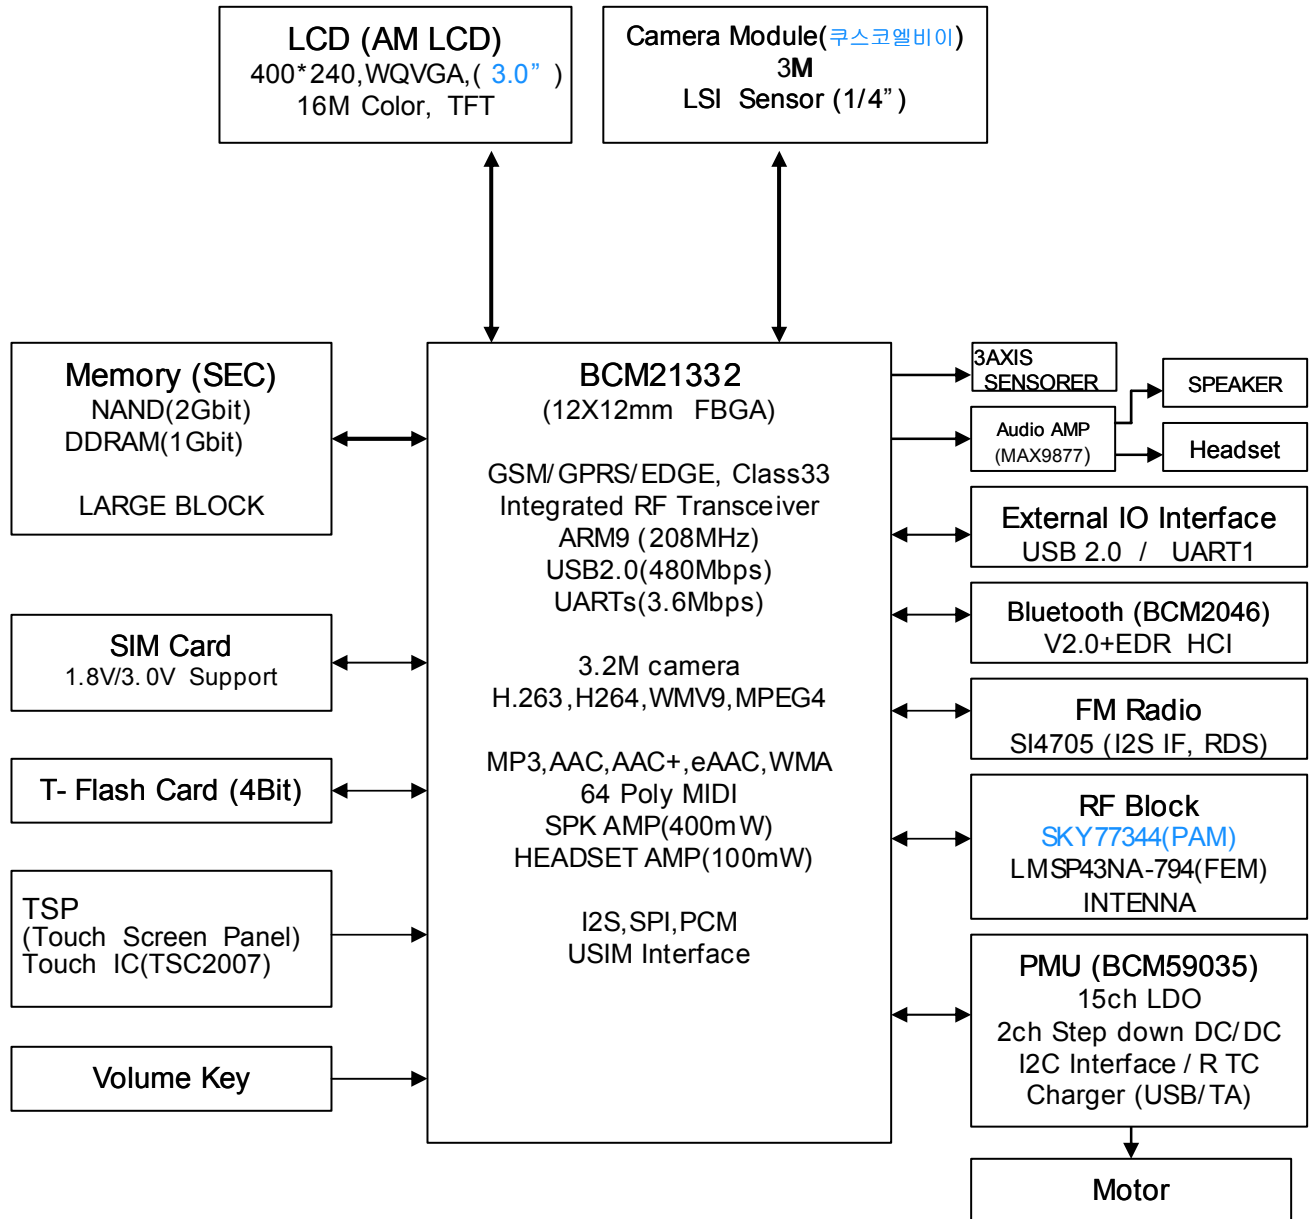 LCD (AM LCD)
400*240,WQVGA,( 3.0” )
16M Color, TFT
Camera Module(쿠스코엘비이)
3M
LSI Sensor (1/4”)
Memory (SEC)
NAND(2Gbit)
DDRAM(1Gbit)
LARGE BLOCK
SIM Card
1.8V/3.0V Support
T- Flash Card (4Bit)
TSP
(Touch Screen Panel)
Touch IC(TSC2007)
Volume Key
BCM21332
(12X12mm FBGA)
GSM/GPRS/EDGE, Class33
Integrated RF Transceiver
ARM9 (208MHz)
USB2.0(480Mbps)
UARTs(3.6Mbps)
3.2M camera
H.263,H264,WMV9,MPEG4
MP3,AAC,AAC+,eAAC,WMA
64 Poly MIDI
SPK AMP(400mW)
HEADSET AMP(100mW)
I2S,SPI,PCM
USIM Interface
3AXIS
SENSORER
Audio AMP
(MAX9877)
SPEAKER
Headset
External IO Interface
USB 2.0 / UART1
Bluetooth (BCM2046)
V2.0+EDR HCI
FM Radio
SI4705 (I2S IF, RDS)
RF Block
SKY77344(PAM)
LMSP43NA-794(FEM)
INTENNA
PMU (BCM59035)
15ch LDO
2ch Step down DC/DC
I2C Interface / R TC
Charger (USB/TA)
Motor